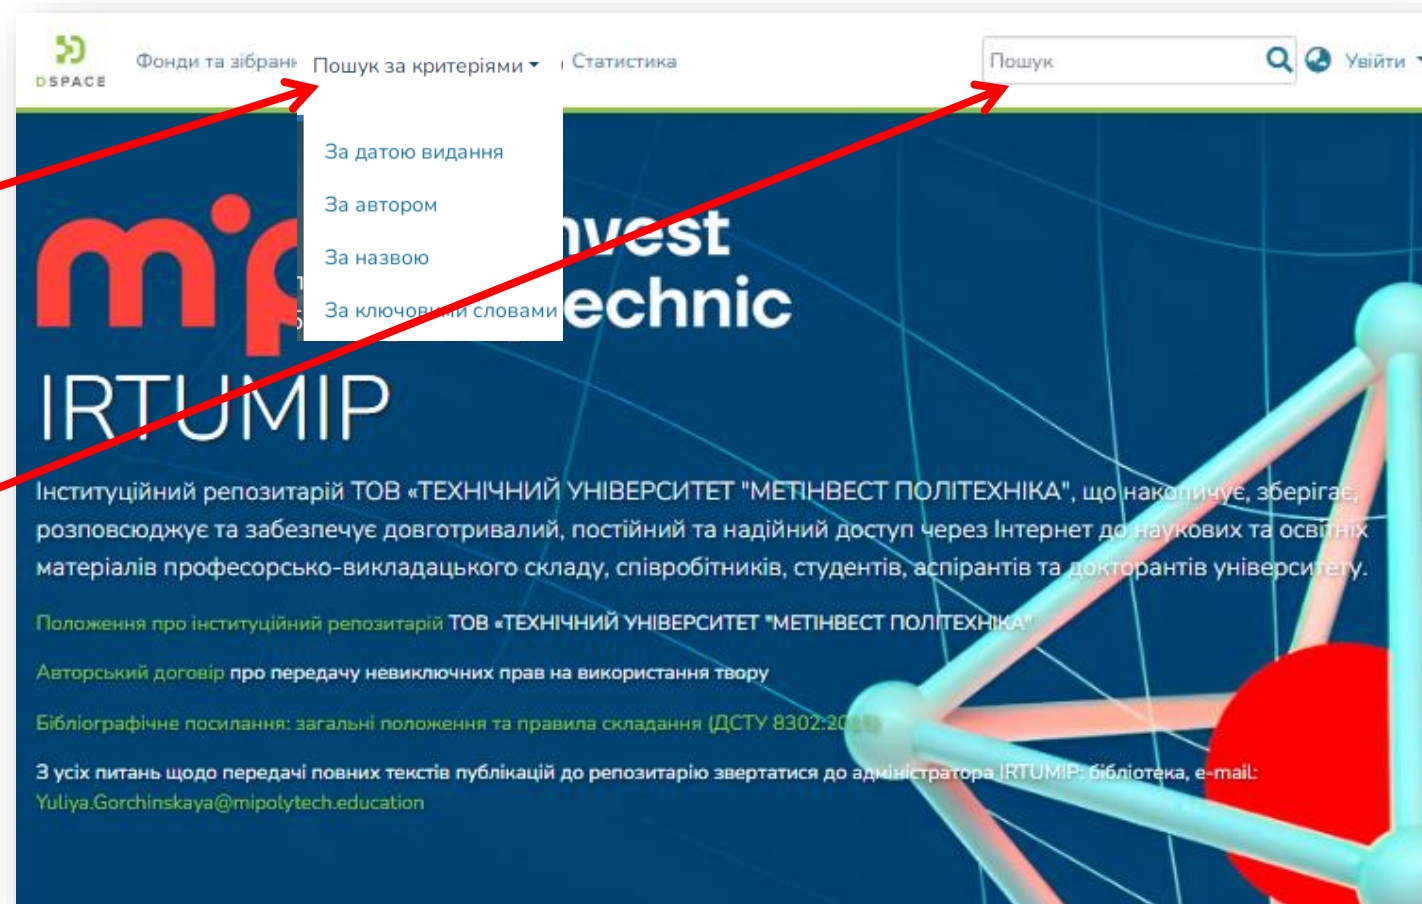 DSPACE
Фонди та зібранн
Пошук за критеріями
Статистика
Пошук
Увійти
За датою видання
За автором
За назвою
За ключовими словами
mip
nvest
echnic
IRTUMIP
Інституційний репозитарій ТОВ «ТЕХНІЧНИЙ УНІВЕРСИТЕТ "МЕТІНВЕСТ ПОЛІТЕХНІКА", що накопичує, зберігає,
розповсюджує та забезпечує довготривалий, постійний та надійний доступ через Інтернет до наукових та освітніх
матеріалів професорсько-викладацького складу, співробітників, студентів, аспірантів та докторантів університету.
Положення про інституційний репозитарій ТОВ «ТЕХНІЧНИЙ УНІВЕРСИТЕТ "МЕТІНВЕСТ ПОЛІТЕХНІКА"
Авторський договір про передачу невиключних прав на використання твору
Бібліографічне посилання: загальні положення та правила складання (ДСТУ 8302:2015)
З усіх питань щодо передачі повних текстів публікацій до репозитарію звертатися до адміністратора IRTUMIP: бібліотека, e-mail:
Yuliya.Gorchinskaya@mipolytech.education